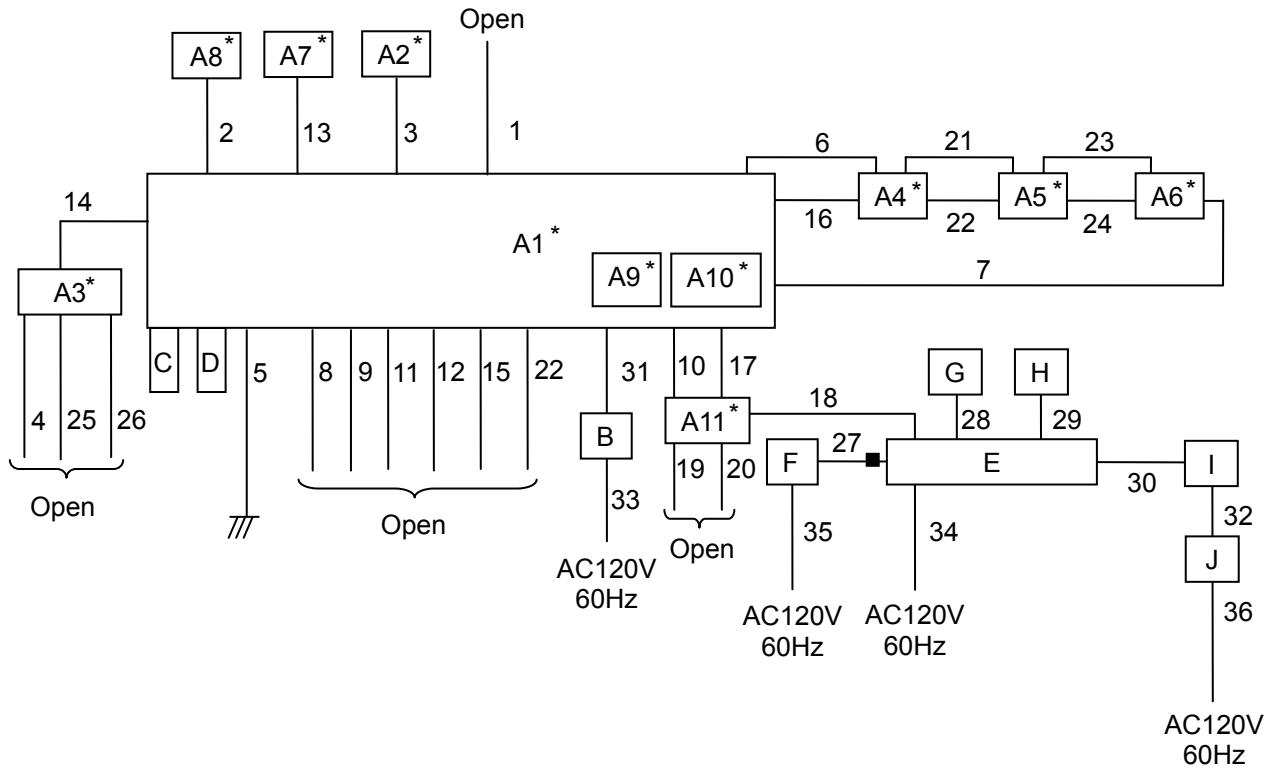 Open
A8*
A7*
A2*
2
13
3
1
6
21
23
14
A4*
A5*
A6*
16
22
24
A1*
7
A3*
A9*
A10*
C
D
5
8
9
11
12
15
22
31
10
17
G
H
4
25
26
B
A11*
18
28
29
F
27
E
I
19
20
30
Open
Open
33
Open
35
34
32
J
AC120V
60Hz
AC120V
60Hz
AC120V
60Hz
36
AC120V
60Hz